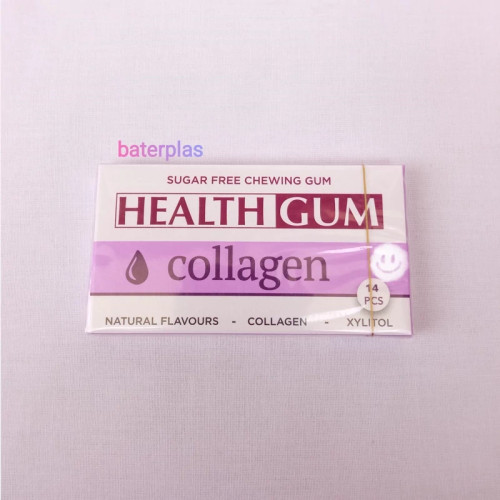 baterplas
SUGAR FREE CHEWING GUM
HEALTH GUM
collagen
14
PCS
NATURAL FLAVOURS - COLLAGEN - XYLITOL